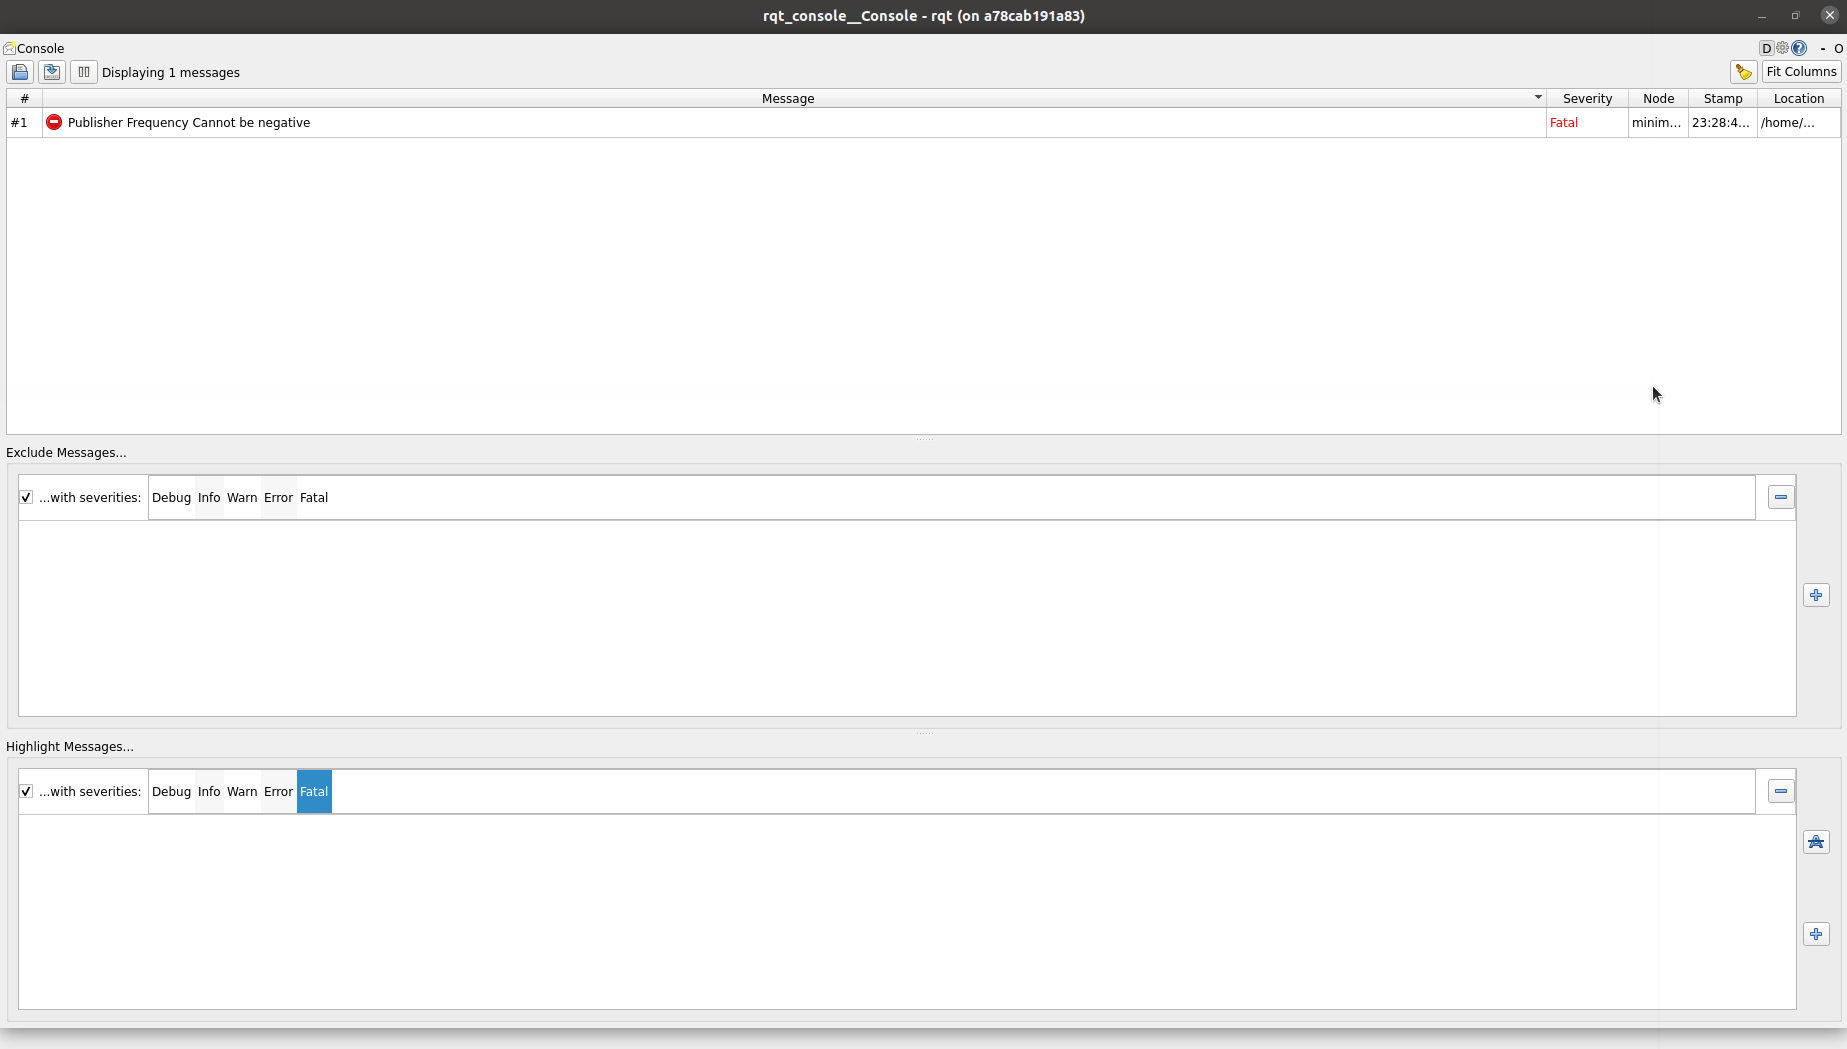 rqt_console__Console - rqt (on a78cab191a83)
Console D - O
Displaying 1 messages Fit Columns
# Message Severity Node Stamp Location
#1 Publisher Frequency Cannot be negative Fatal minim... 23:28:4... /home/...
Exclude Messages...
...with severities: Debug Info Warn Error Fatal
Highlight Messages...
...with severities: Debug Info Warn Error Fatal